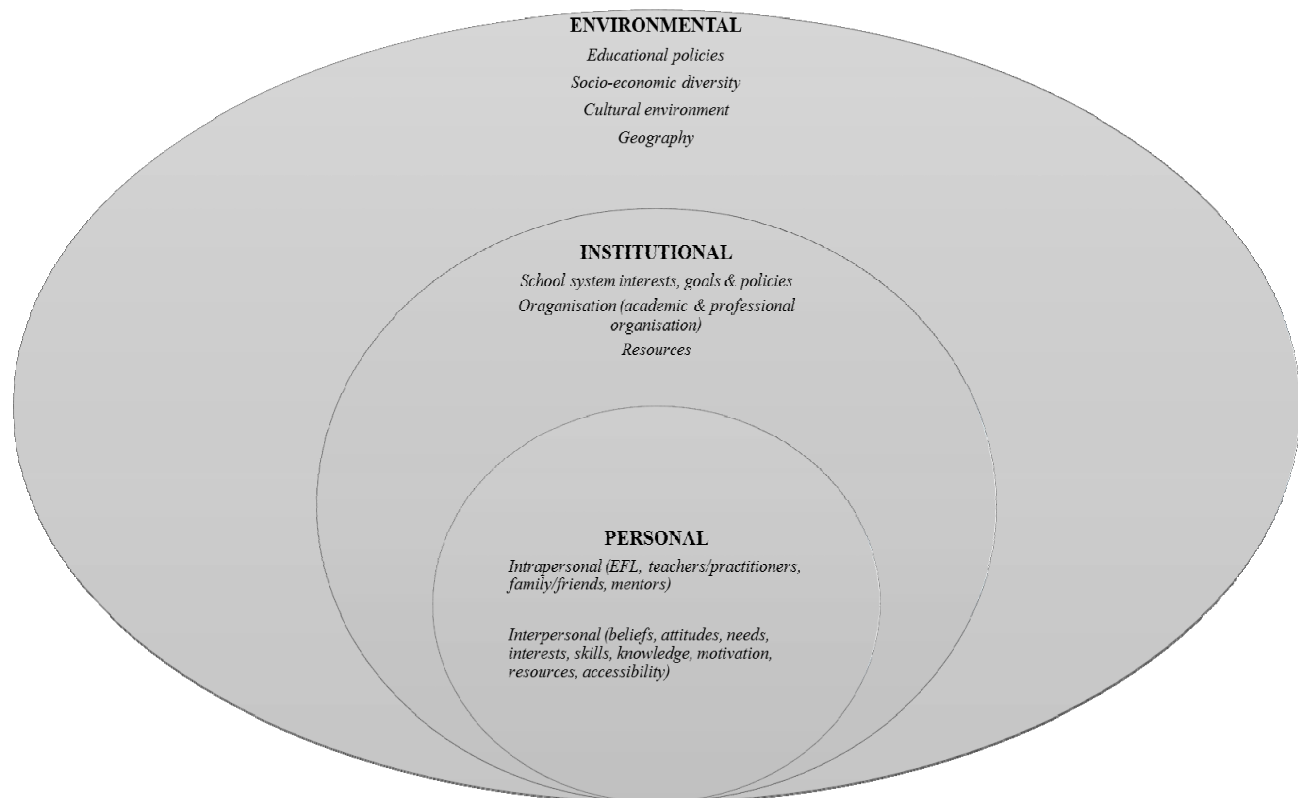 ENVIRONMENTAL
Educational policies
Socio-economic diversity
Cultural environment
Geography
INSTITUTIONAL
School system interests, goals & policies
Oraganisation (academic & professional
organisation)
Resources
PERSONAL
Intrapersonal (EFL, teachers/practitioners,
family/friends, mentors)
Interpersonal (beliefs, attitudes, needs,
interests, skills, knowledge, motivation,
resources, accessibility)